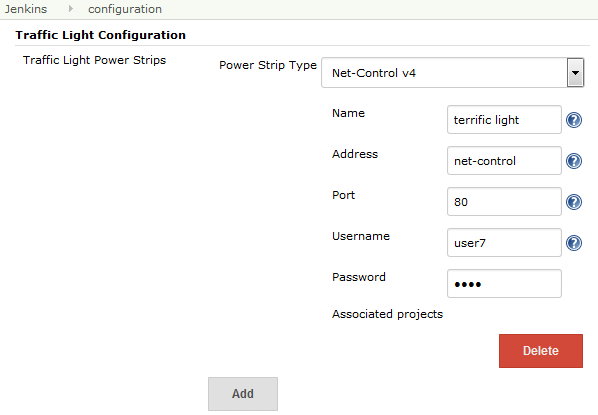 Jenkins configuration
Traffic Light Configuration
Traffic Light Power Strips
Power Strip Type Net-Control v4
Name terrific light
Address net-control
Port 80
Username user7
Password ••••
Associated projects
Delete
Add